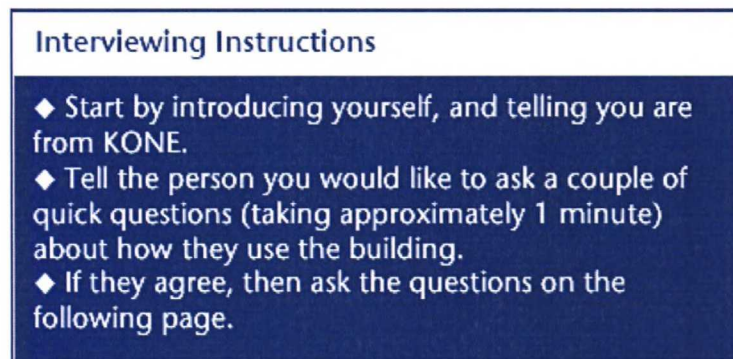 Interviewing Instructions
◆ Start by introducing yourself, and telling you are
from KONE.
◆ Tell the person you would like to ask a couple of
quick questions (taking approximately 1 minute)
about how they use the building.
◆ If they agree, then ask the questions on the
following page.